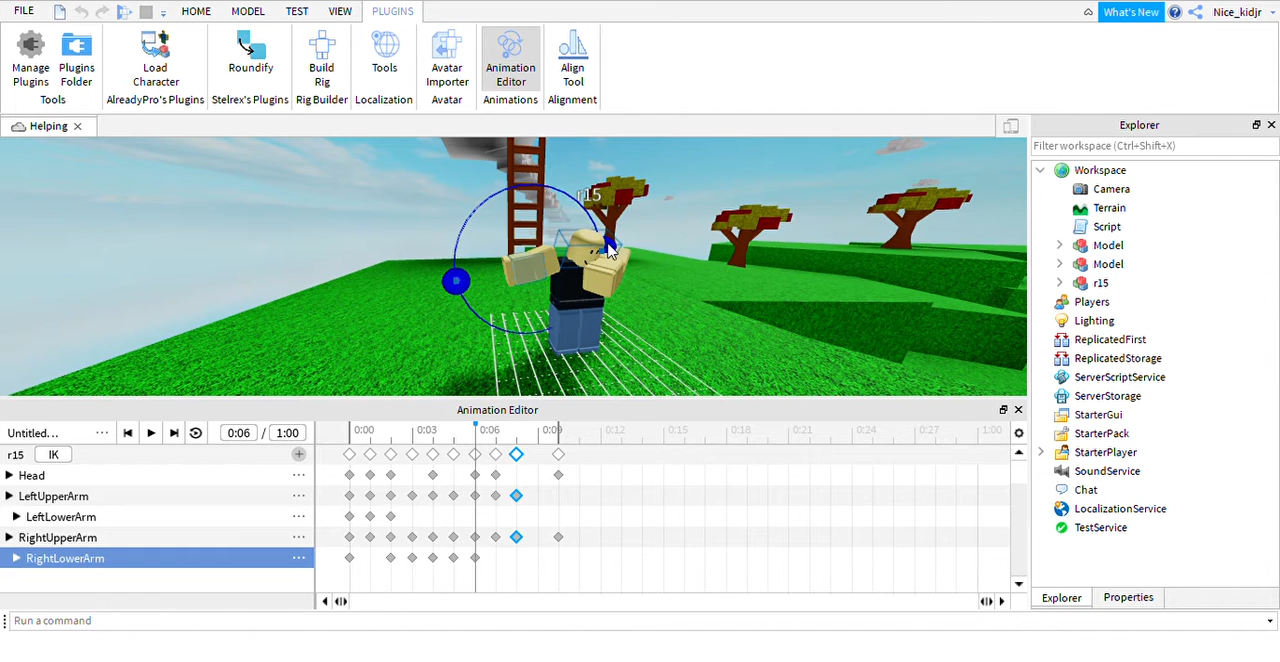 FILE HOME MODEL TEST VIEW PLUGINS What's New Nice_kidjr
Manage Plugins Plugins Folder Load Character Roundify Build Rig Tools Avatar Importer Animation Editor Align Tool
Tools AlreadyPro's Plugins Stelrex's Plugins Rig Builder Localization Avatar Animations Alignment
Helping
Explorer
Filter workspace (Ctrl+Shift+X)
Workspace
Camera
Terrain
Script
Model
Model
r15
Players
Lighting
ReplicatedFirst
ReplicatedStorage
ServerScriptService
ServerStorage
StarterGui
StarterPack
StarterPlayer
SoundService
Chat
LocalizationService
TestService
Explorer Properties
r15
Animation Editor
Untitled... 0:06 / 1:00 0:00 0:03 0:06 0:09 0:12 0:15 0:18 0:21 0:24 0:27 1:00
r15 IK
Head
LeftUpperArm
LeftLowerArm
RightUpperArm
RightLowerArm
Run a command